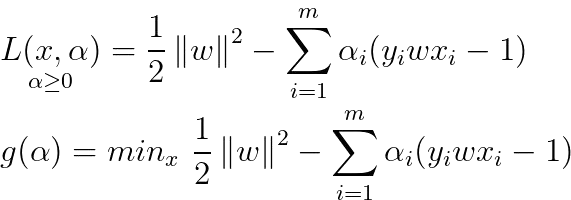 L(x, α) = 1/2 ‖w‖² − ∑_{i=1}^{m} α_i(y_i w x_i − 1)
α≥0
g(α) = min_x 1/2 ‖w‖² − ∑_{i=1}^{m} α_i(y_i w x_i − 1)